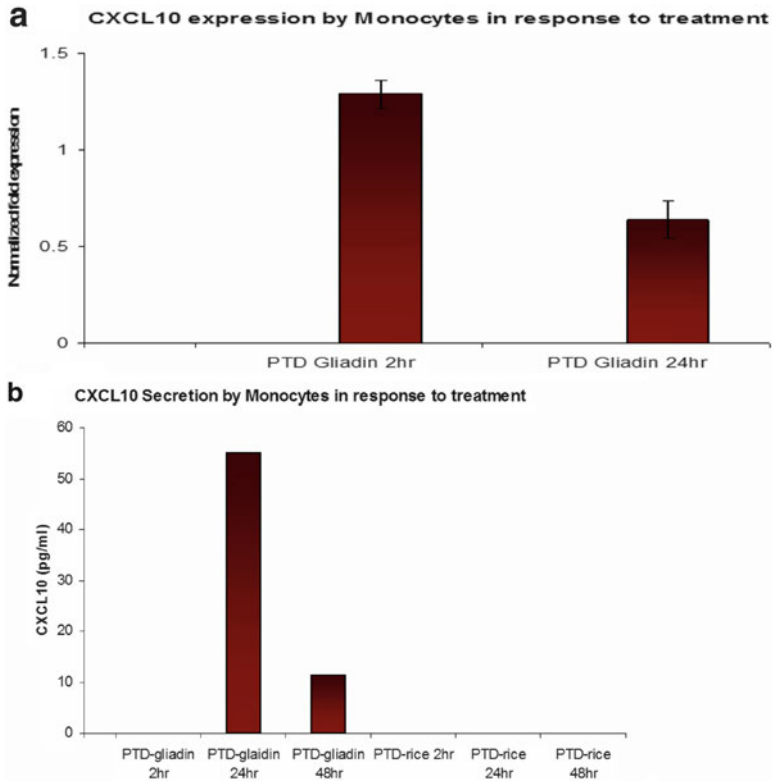 a
CXCL10 expression by Monocytes in response to treatment
Normalized fold expression
1.5
1
0.5
0
PTD Gliadin 2hr
PTD Gliadin 24hr
b
CXCL10 Secretion by Monocytes in response to treatment
CXCL10 (pg/ml)
60
50
40
30
20
10
0
PTD-gliadin
2hr
PTD-glaidin
24hr
PTD-gliadin
48hr
PTD-rice 2hr
PTD-rice
24hr
PTD-rice
48hr